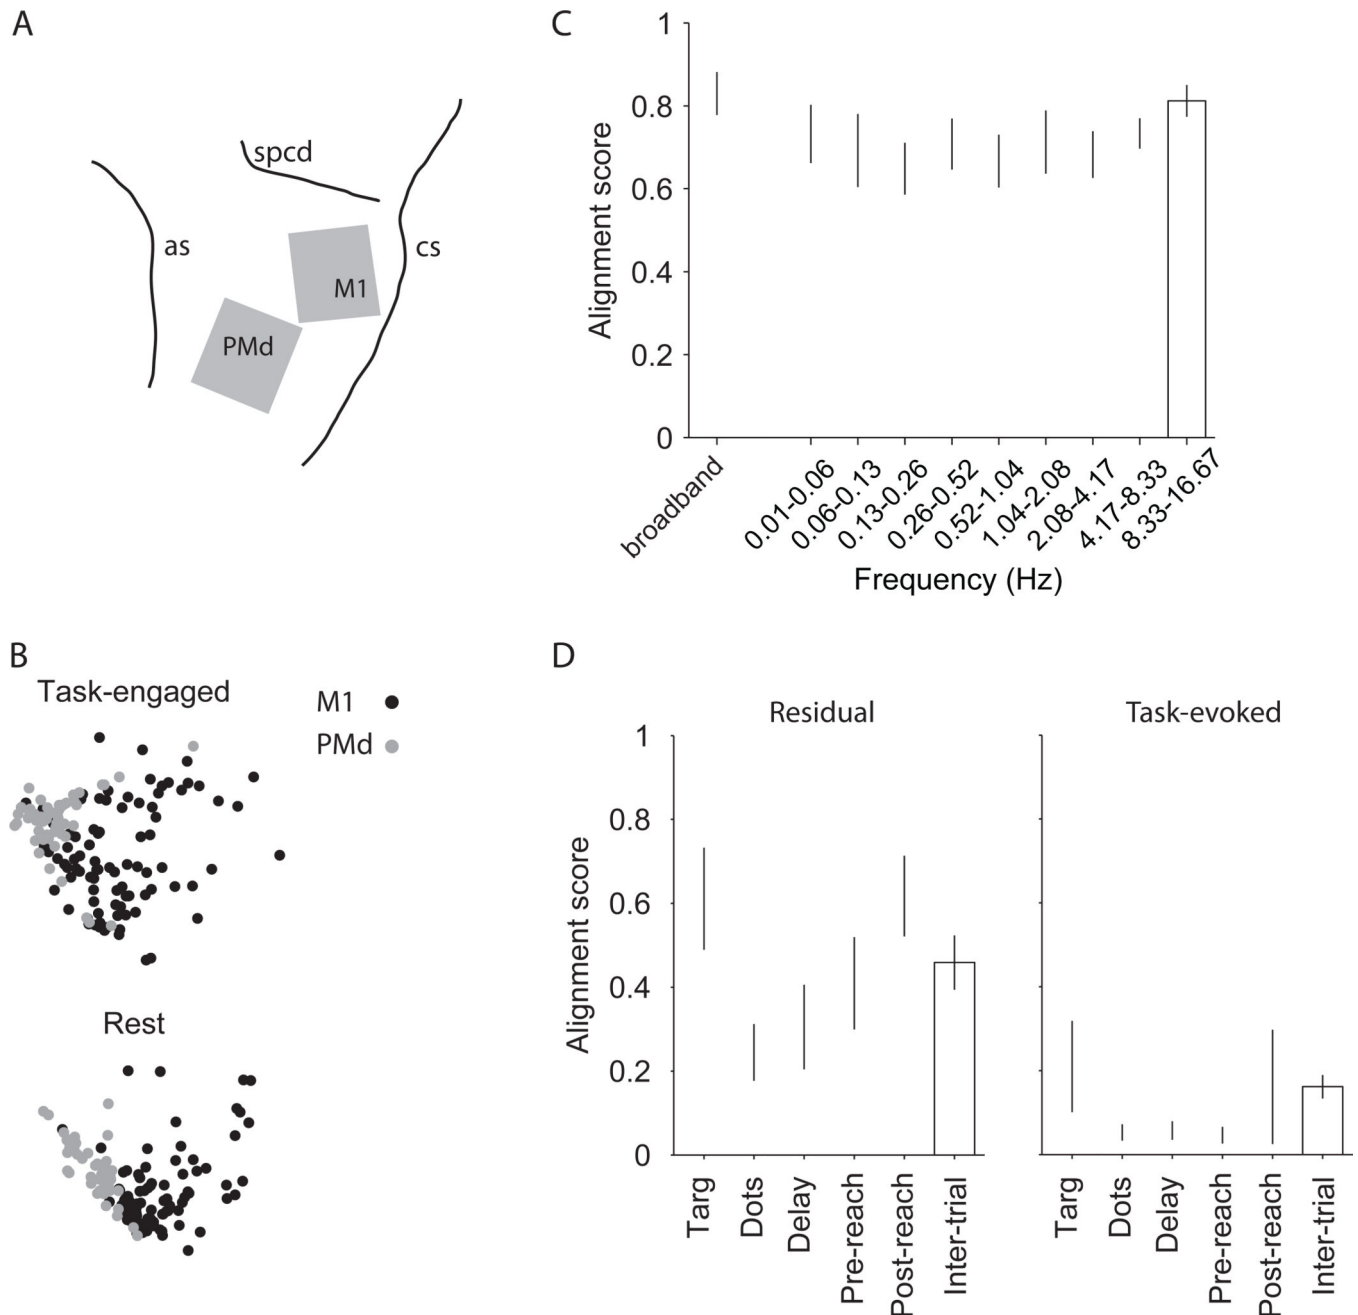 A
spcd
as
cs
M1
PMd
C
1
0.8
0.6
0.4
0.2
0
Alignment score
broadband
0.01-0.06
0.06-0.13
0.13-0.26
0.26-0.52
0.52-1.04
1.04-2.08
2.08-4.17
4.17-8.33
8.33-16.67
Frequency (Hz)
B
Task-engaged
M1
PMd
Rest
D
Residual
Task-evoked
1
0.8
0.6
0.4
0.2
0
Alignment score
Targ
Dots
Delay
Pre-reach
Post-reach
Inter-trial
Targ
Dots
Delay
Pre-reach
Post-reach
Inter-trial